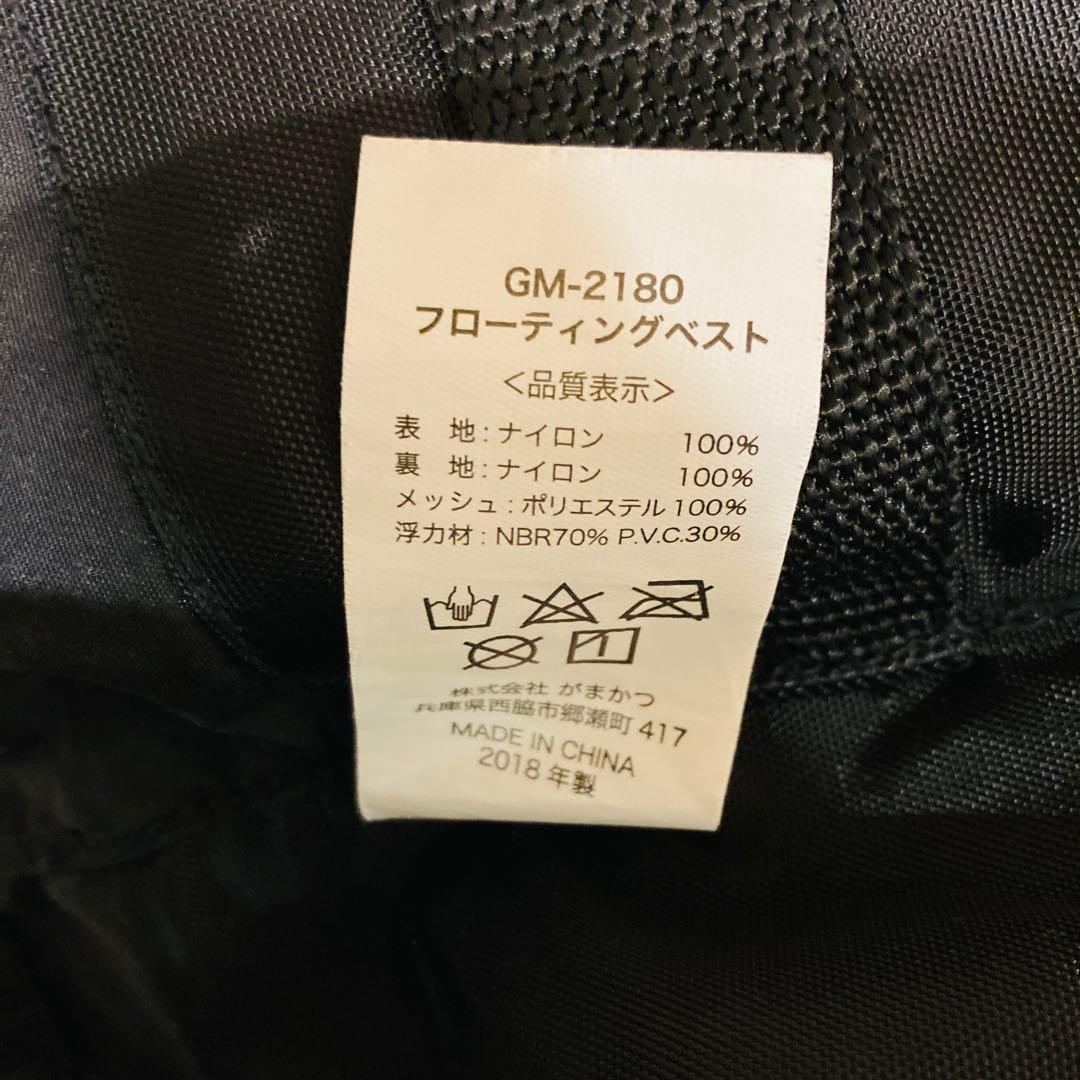 GM-2180
フローティングベスト
＜品質表示＞
表　地 : ナイロン 100%
裏　地 : ナイロン 100%
メッシュ : ポリエステル 100%
浮力材 : NBR70% P.V.C.30%
株式会社 がまかつ
兵庫県西脇市郷瀬町 417
MADE IN CHINA
2018 年製